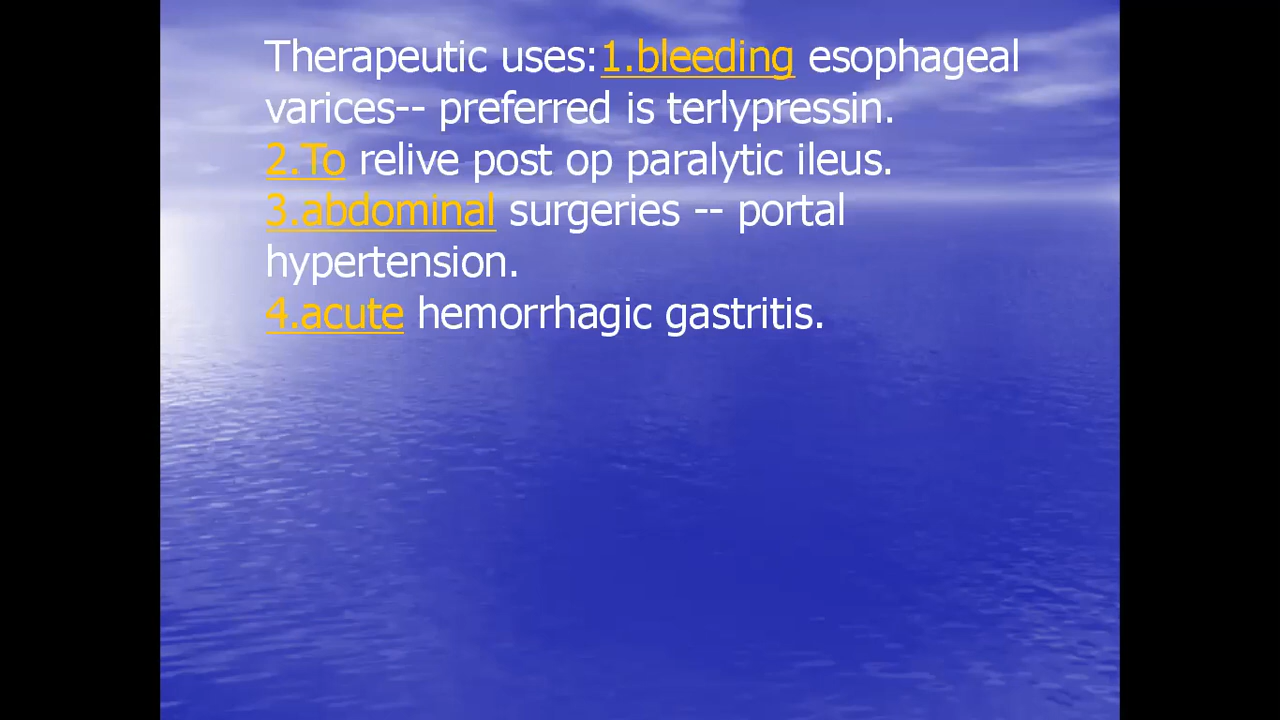 Therapeutic uses:1.bleeding esophageal
varices-- preferred is terlypressin.
2.To relive post op paralytic ileus.
3.abdominal surgeries -- portal
hypertension.
4.acute hemorrhagic gastritis.